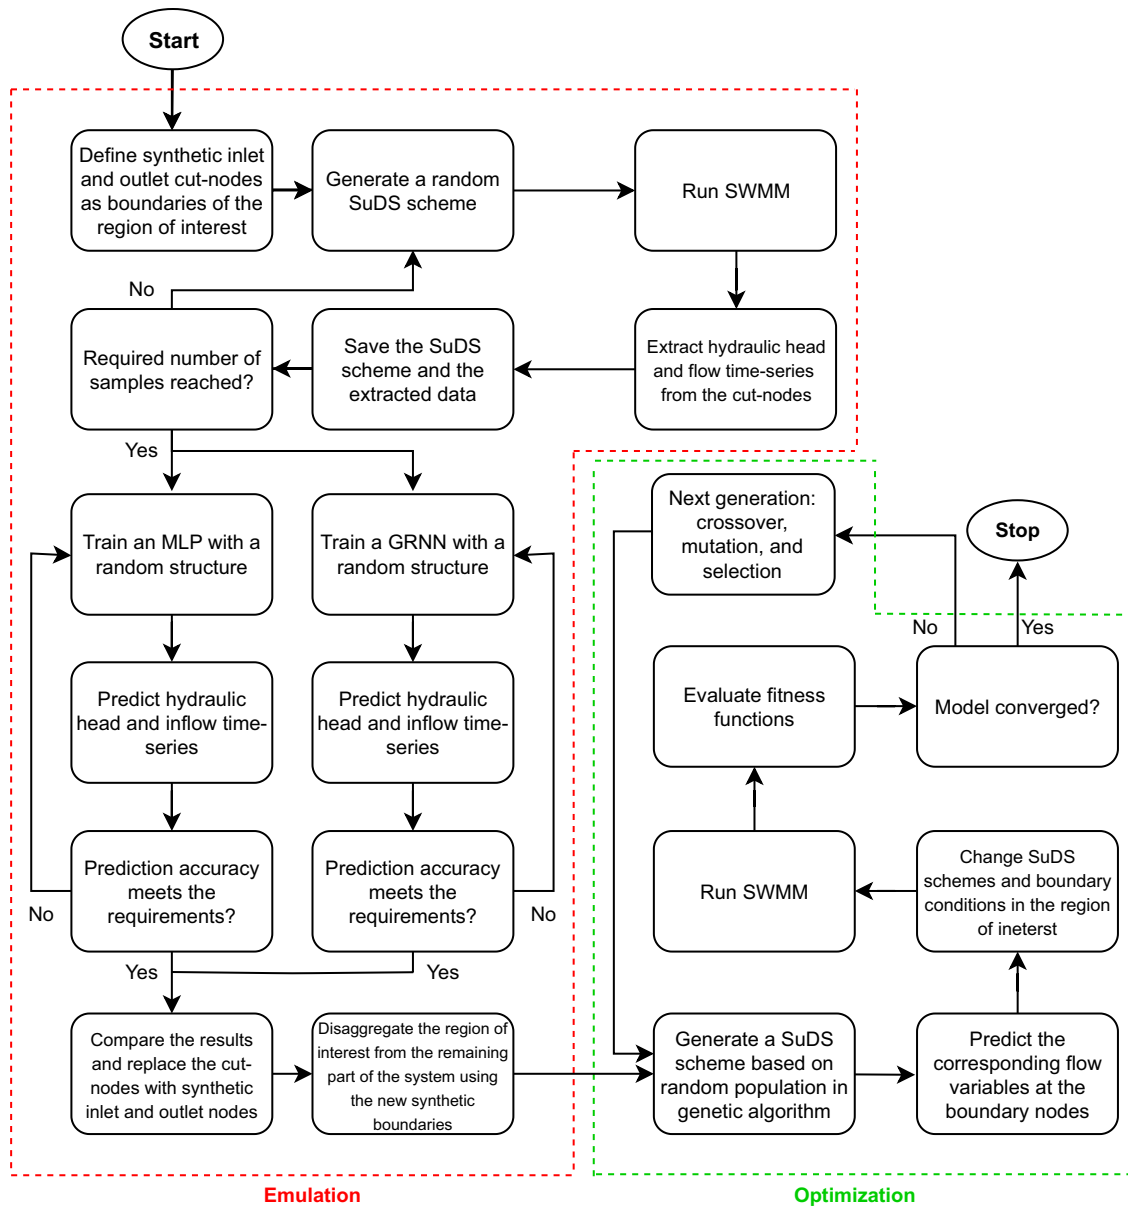 Start
Define synthetic inlet
and outlet cut-nodes
as boundaries of the
region of interest
Generate a random
SuDS scheme
Run SWMM
No
Required number of
samples reached?
Save the SuDS
scheme and the
extracted data
Extract hydraulic head
and flow time-series
from the cut-nodes
Yes
Train an MLP with a
random structure
Train a GRNN with a
random structure
Predict hydraulic
head and inflow time-
series
Predict hydraulic
head and inflow time-
series
Prediction accuracy
meets the
requirements?
Prediction accuracy
meets the
requirements?
No
No
Yes
Yes
Compare the results
and replace the cut-
nodes with synthetic
inlet and outlet nodes
Disaggregate the region of
interest from the remaining
part of the system using
the new synthetic
boundaries
Emulation
Next generation:
crossover,
mutation, and
selection
Stop
No
Yes
Evaluate fitness
functions
Model converged?
Run SWMM
Change SuDS
schemes and boundary
conditions in the region
of ineterst
Generate a SuDS
scheme based on
random population in
genetic algorithm
Predict the
corresponding flow
variables at the
boundary nodes
Optimization